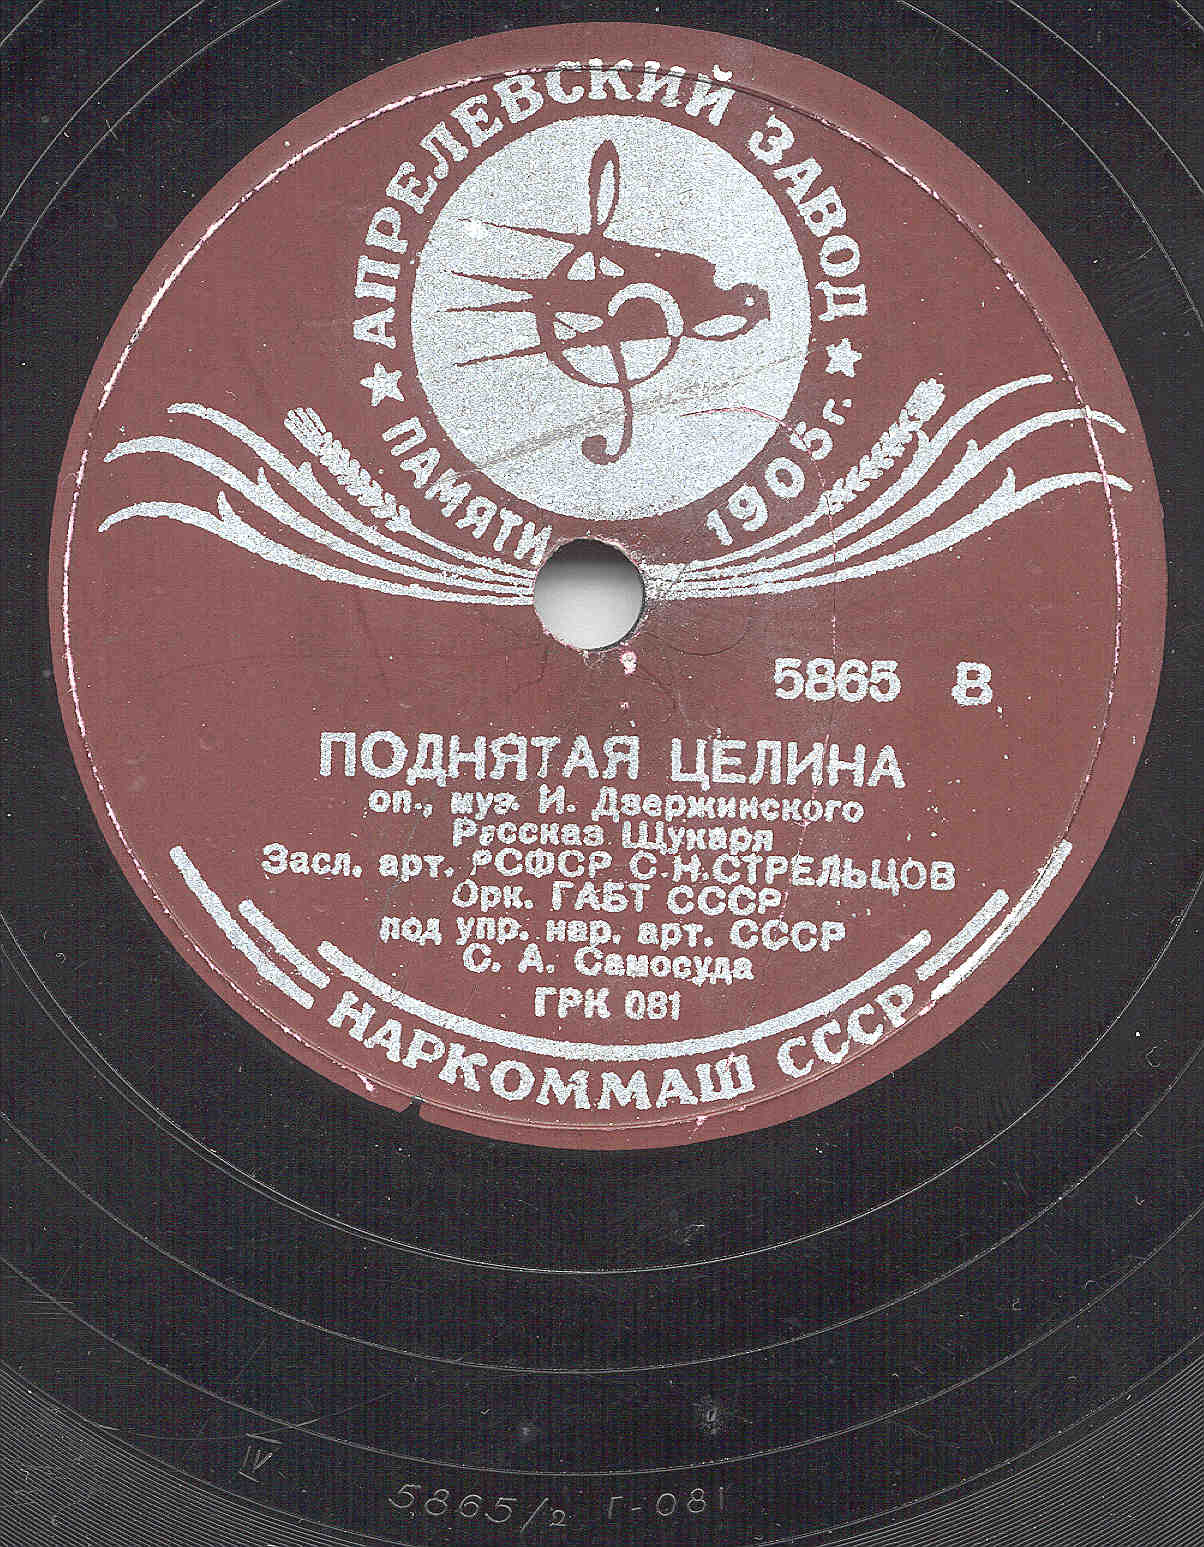 АПРЕЛЕВСКИЙ ЗАВОД
ПАМЯТИ 1905 г.
5865 В
ПОДНЯТАЯ ЦЕЛИНА
оп., муз. И. Дзержинского
Рассказ Щукаря
Засл. арт. РСФСР С.Н.СТРЕЛЬЦОВ
Орк. ГАБТ СССР
под упр. нар. арт. СССР
С. А. Самосуда
ГРК 081
НАРКОММАШ СССР
IV
5865/2 Г-081